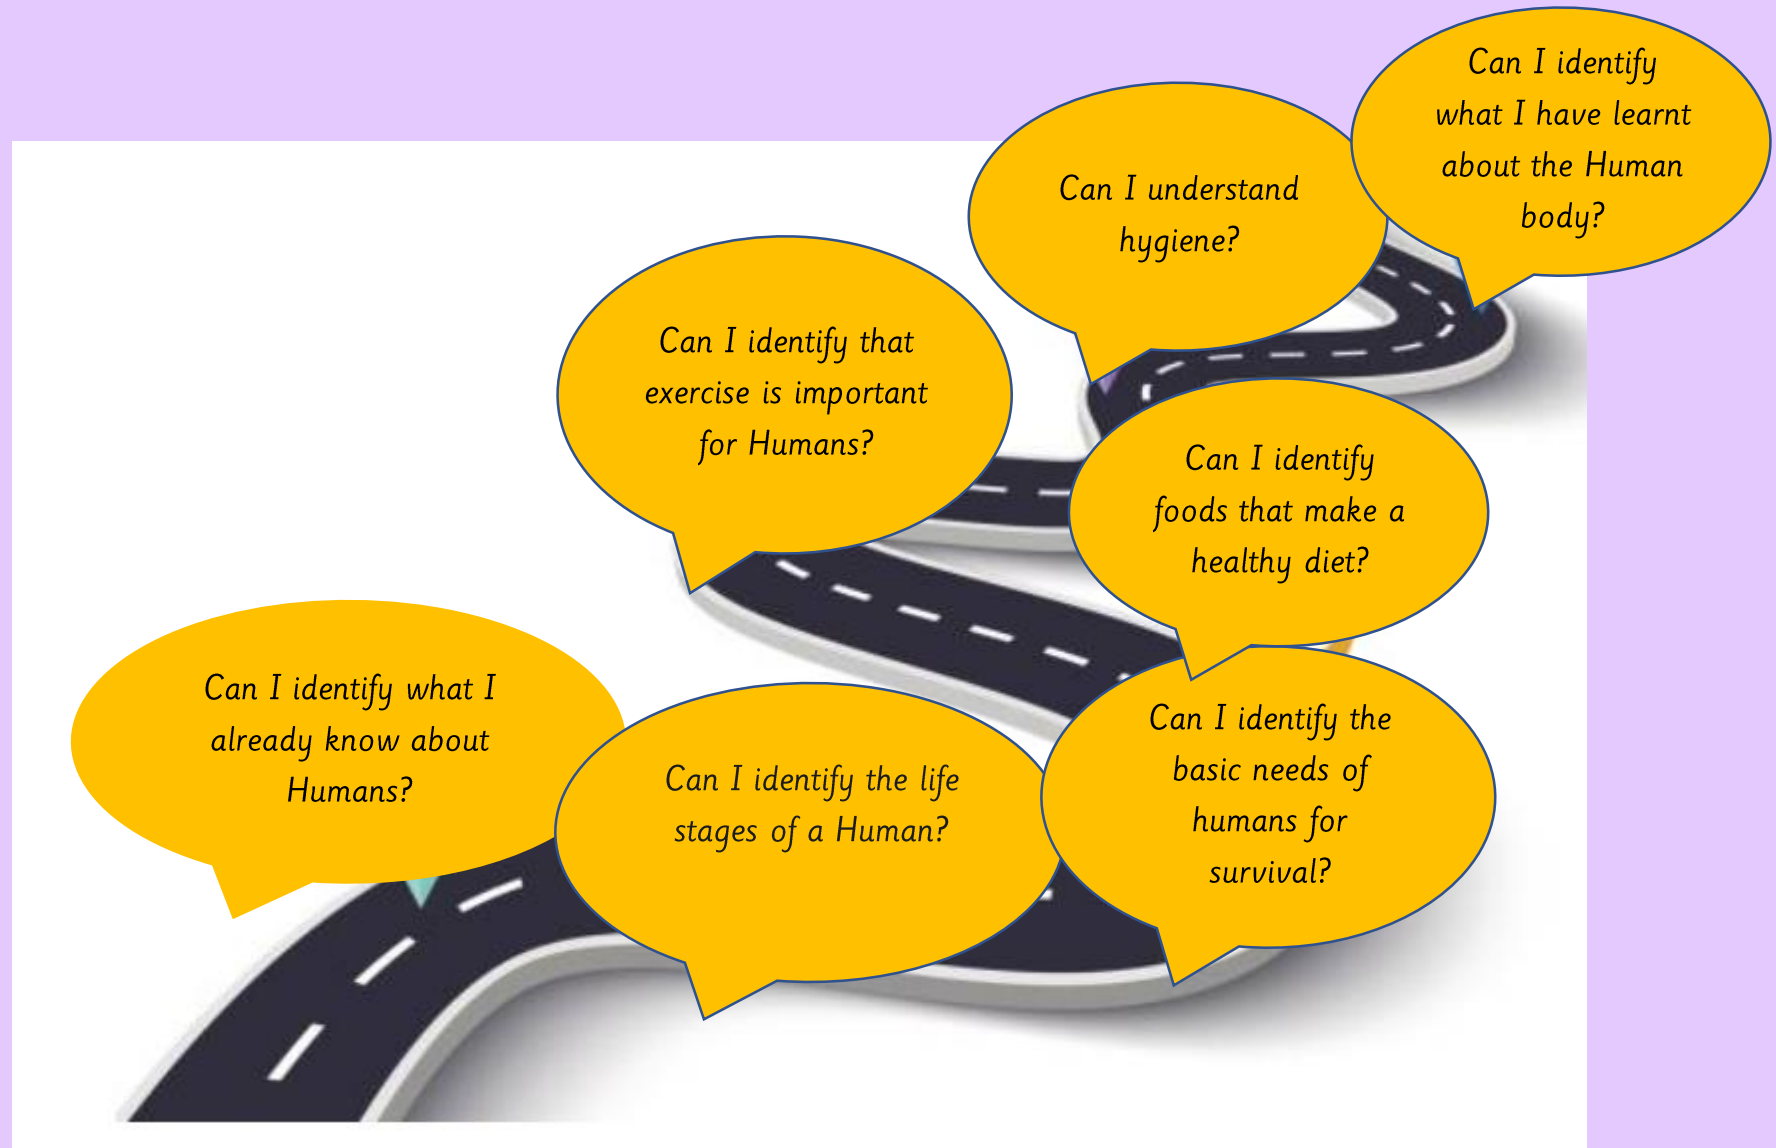 Can I identify
what I have learnt
about the Human
body?
Can I understand
hygiene?
Can I identify that
exercise is important
for Humans?
Can I identify
foods that make a
healthy diet?
Can I identify what I
already know about
Humans?
Can I identify the life
stages of a Human?
Can I identify the
basic needs of
humans for
survival?